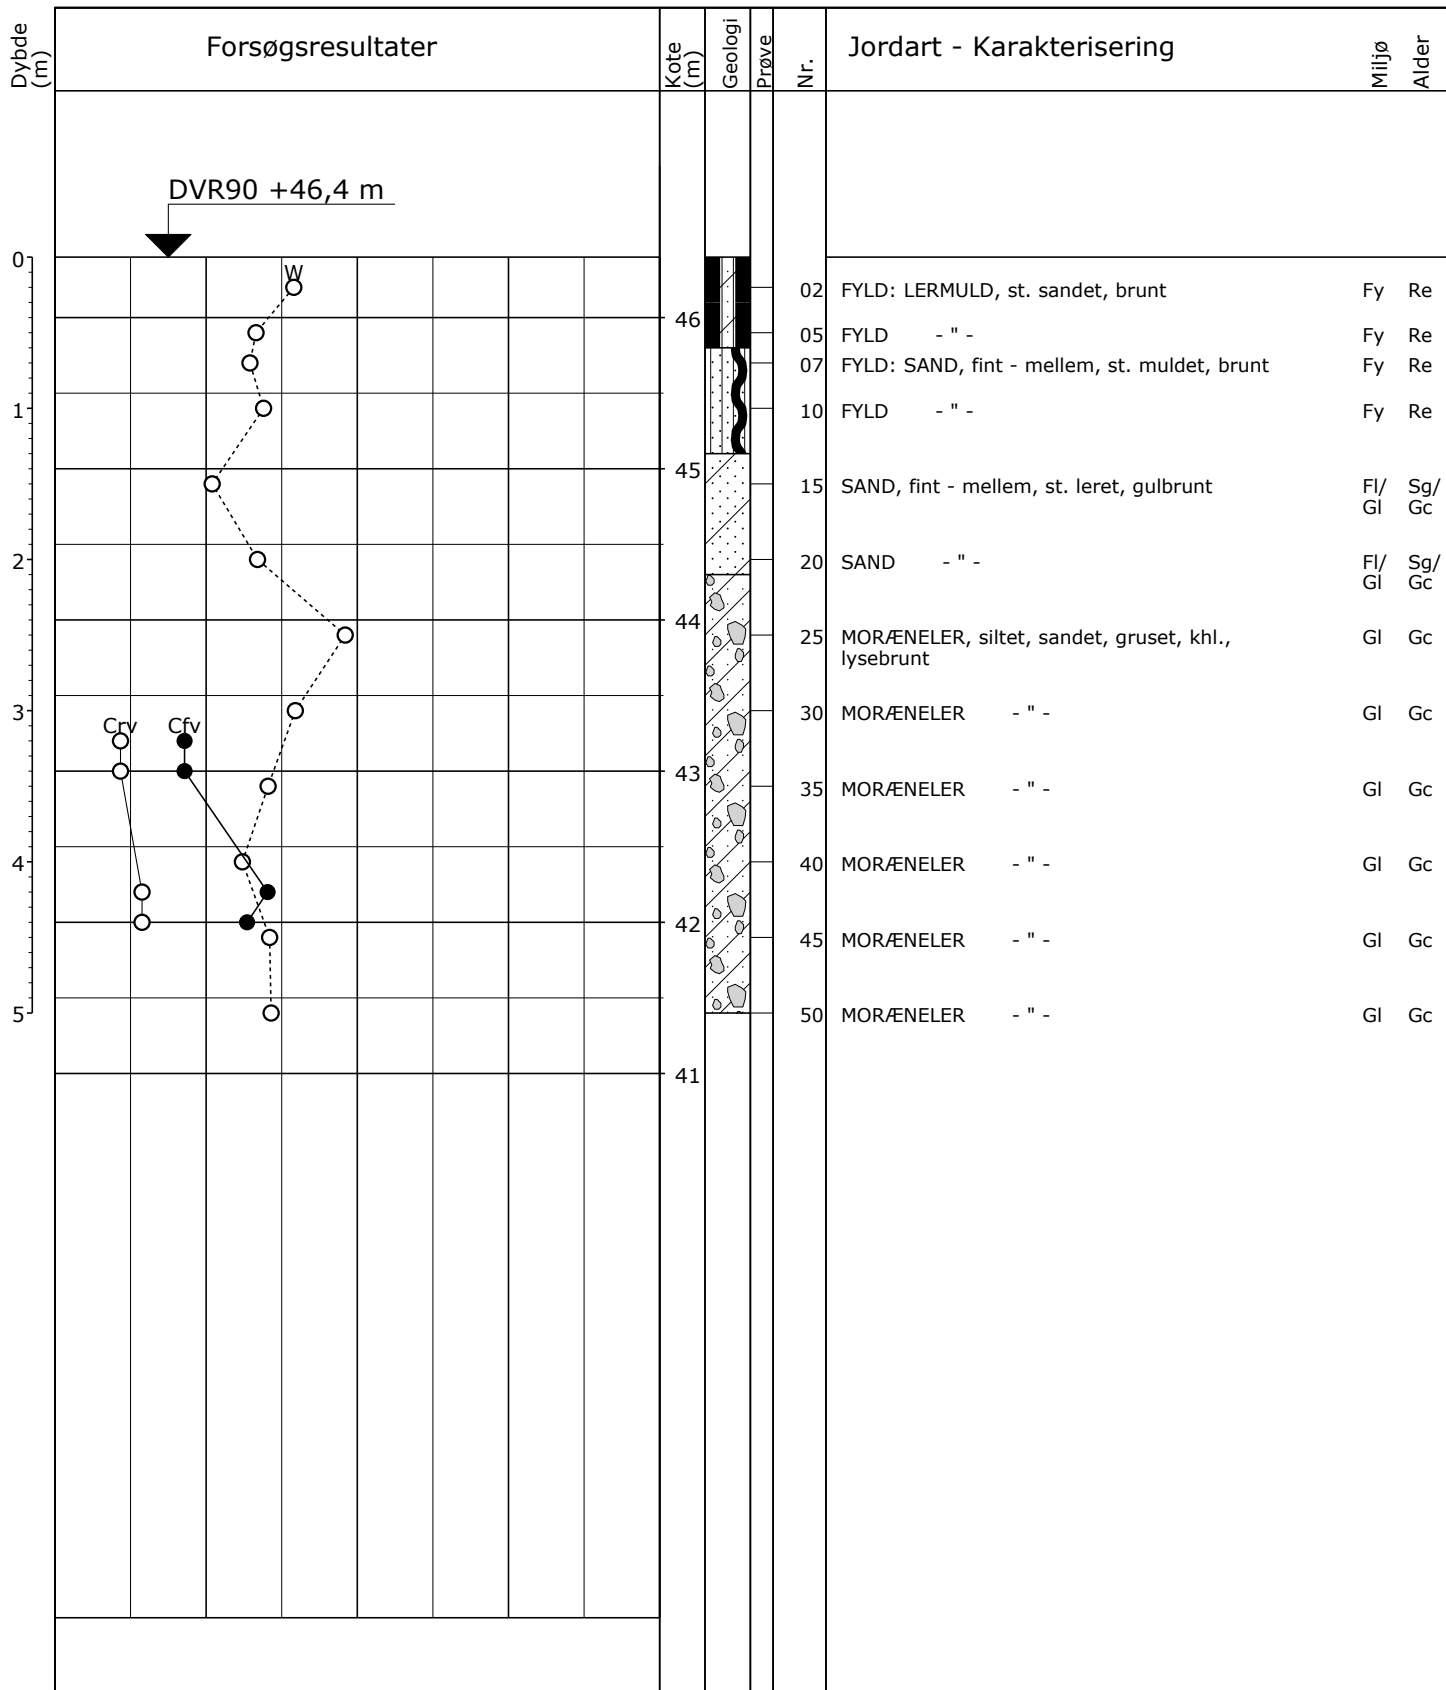 Dybde (m)
Forsøgsresultater
Kote (m)
Geologi
Prøve
Nr.
Jordart - Karakterisering
Miljø
Alder
DVR90 +46,4 m
0
W
02 FYLD: LERMULD, st. sandet, brunt Fy Re
46
05 FYLD - " - Fy Re
07 FYLD: SAND, fint - mellem, st. muldet, brunt Fy Re
1
10 FYLD - " - Fy Re
45
15 SAND, fint - mellem, st. leret, gulbrunt Fl/ Sg/
Gl Gc
2
20 SAND - " - Fl/ Sg/
Gl Gc
44
25 MORÆNELER, siltet, sandet, gruset, khl., Gl Gc
lysebrunt
3
30 MORÆNELER - " - Gl Gc
Crv Cfv
43
35 MORÆNELER - " - Gl Gc
4
40 MORÆNELER - " - Gl Gc
42
45 MORÆNELER - " - Gl Gc
5
50 MORÆNELER - " - Gl Gc
41